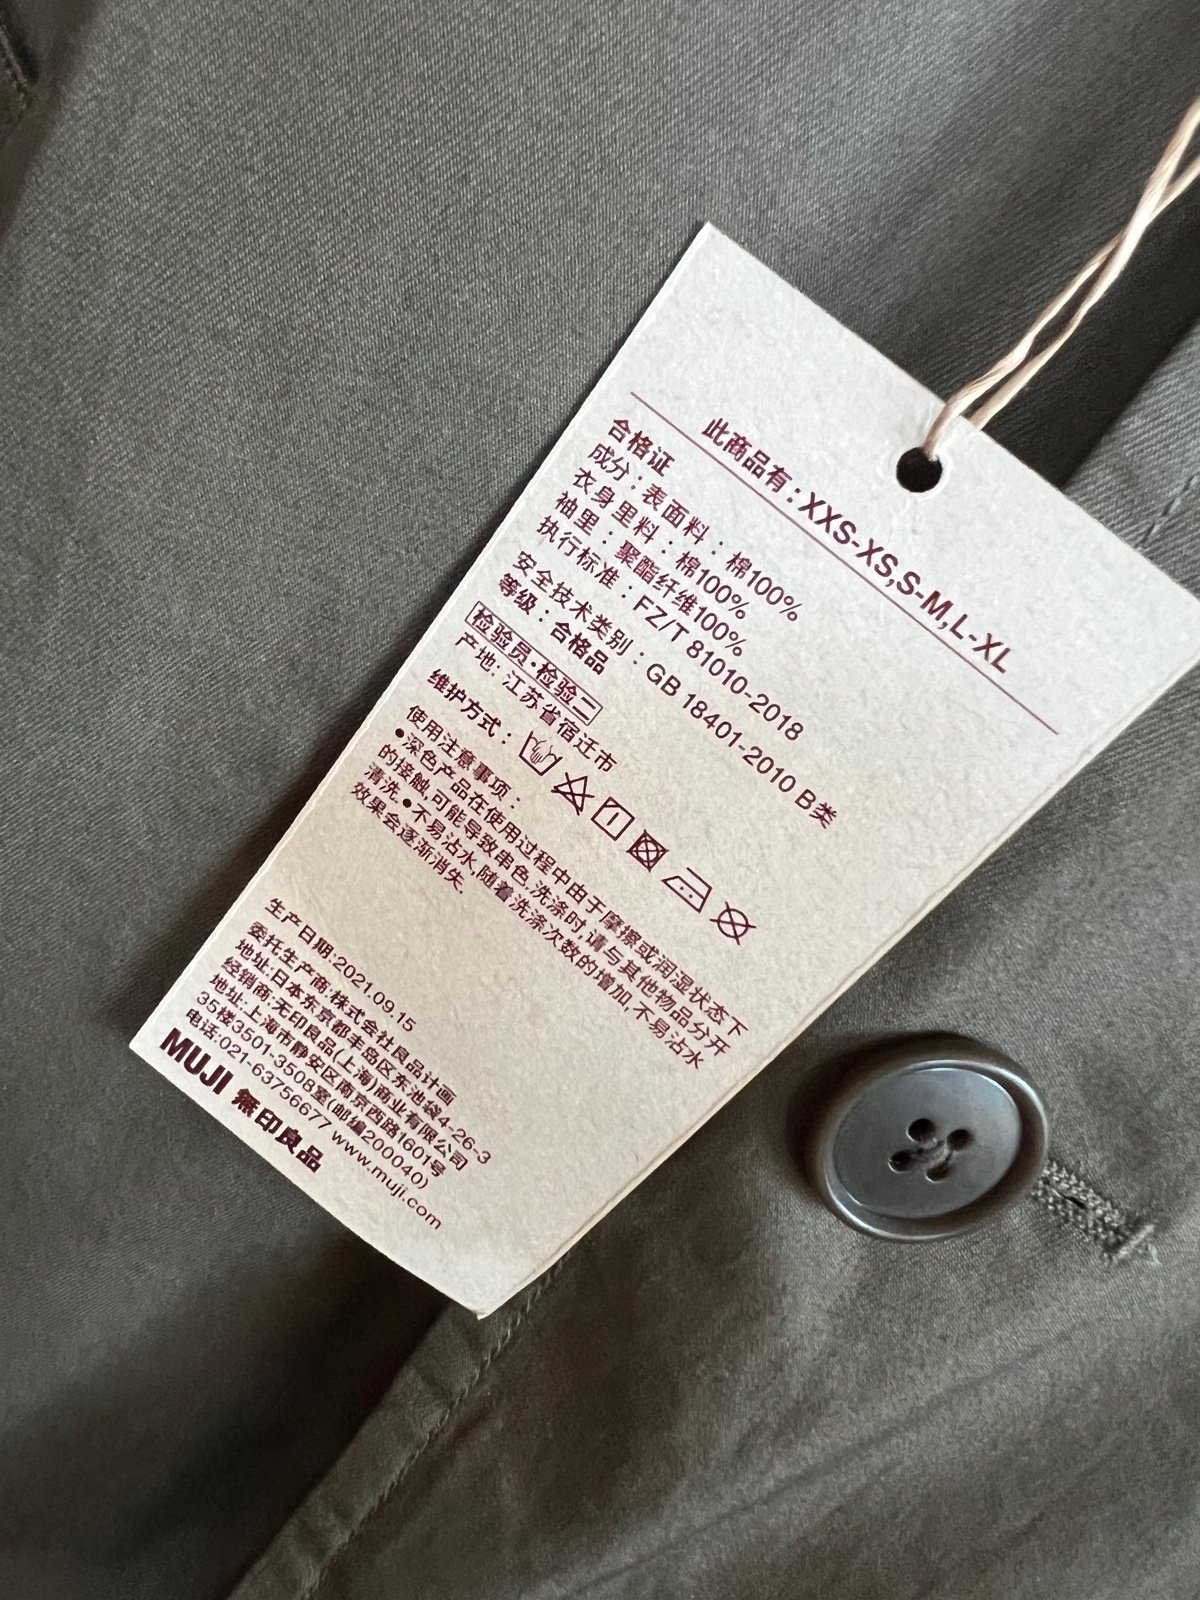 此商品有:XXS-XS,S-M,L-XL
合格证
成分:表面料:棉100%
衣身里料:棉100%
袖里:聚酯纤维100%
执行标准:FZ/T 81010-2018
安全技术类别:GB 18401-2010 B类
等级:合格品
检验员·检验二
产地:江苏省宿迁市
维护方式:
使用注意事项:
●深色产品在使用过程中由于摩擦或润湿状态下
的接触,可能导致串色,洗涤时,请与其他物品分开
清洗.●不易沾水,随着洗涤次数的增加,不易沾水
效果会逐渐消失.
生产日期:2021.09.15
委托生产商:株式会社良品计画
地址:日本东京都丰岛区东池袋4-26-3
经销商:无印良品(上海)商业有限公司
地址:上海市静安区南京西路1601号
35楼3501-3508室(邮编200040)
电话:021-63756677 www.muji.com
MUJI 無印良品